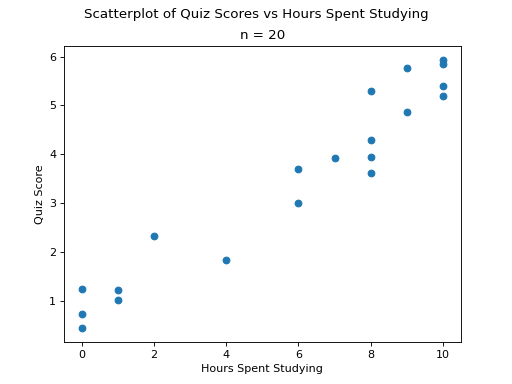 Scatterplot of Quiz Scores vs Hours Spent Studying
n = 20
6
5
4
3
2
1
Quiz Score
0 2 4 6 8 10
Hours Spent Studying